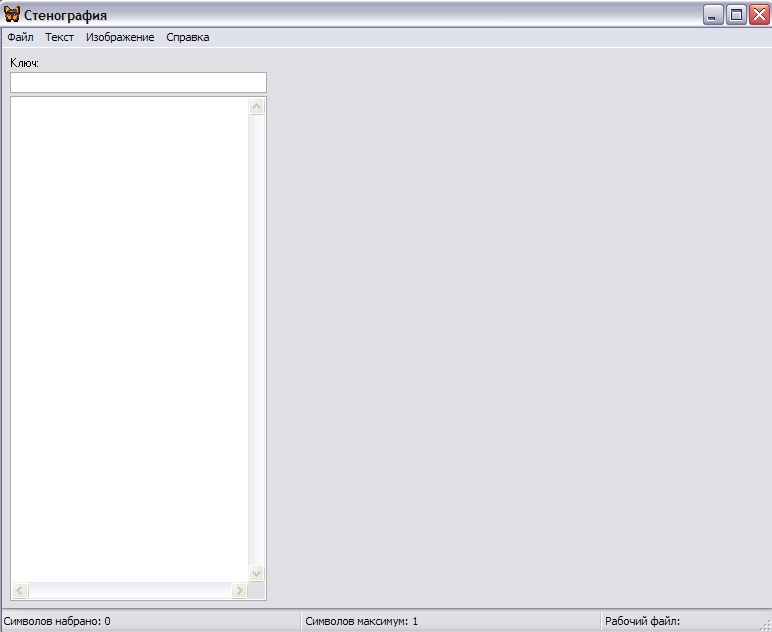 Стенография
Файл Текст Изображение Справка
Ключ:
Символов набрано: 0 Символов максимум: 1 Рабочий файл: